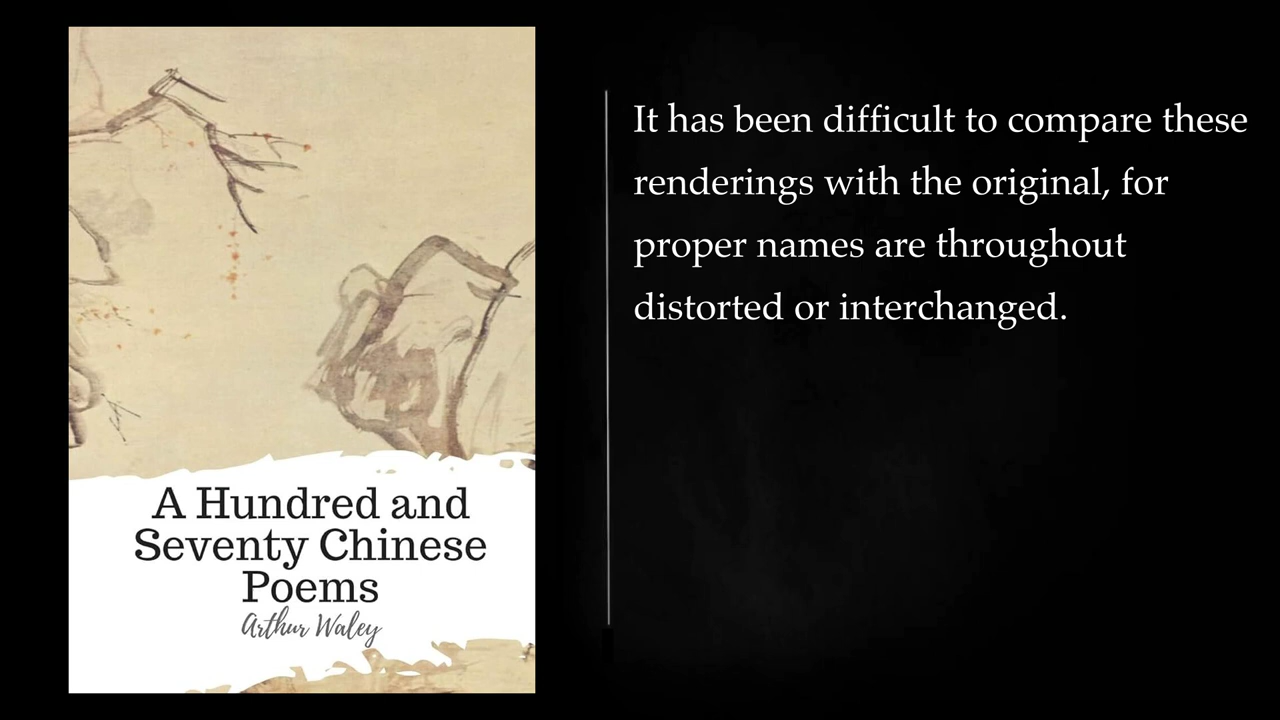 A Hundred and
Seventy Chinese
Poems
Arthur Waley
It has been difficult to compare these
renderings with the original, for
proper names are throughout
distorted or interchanged.